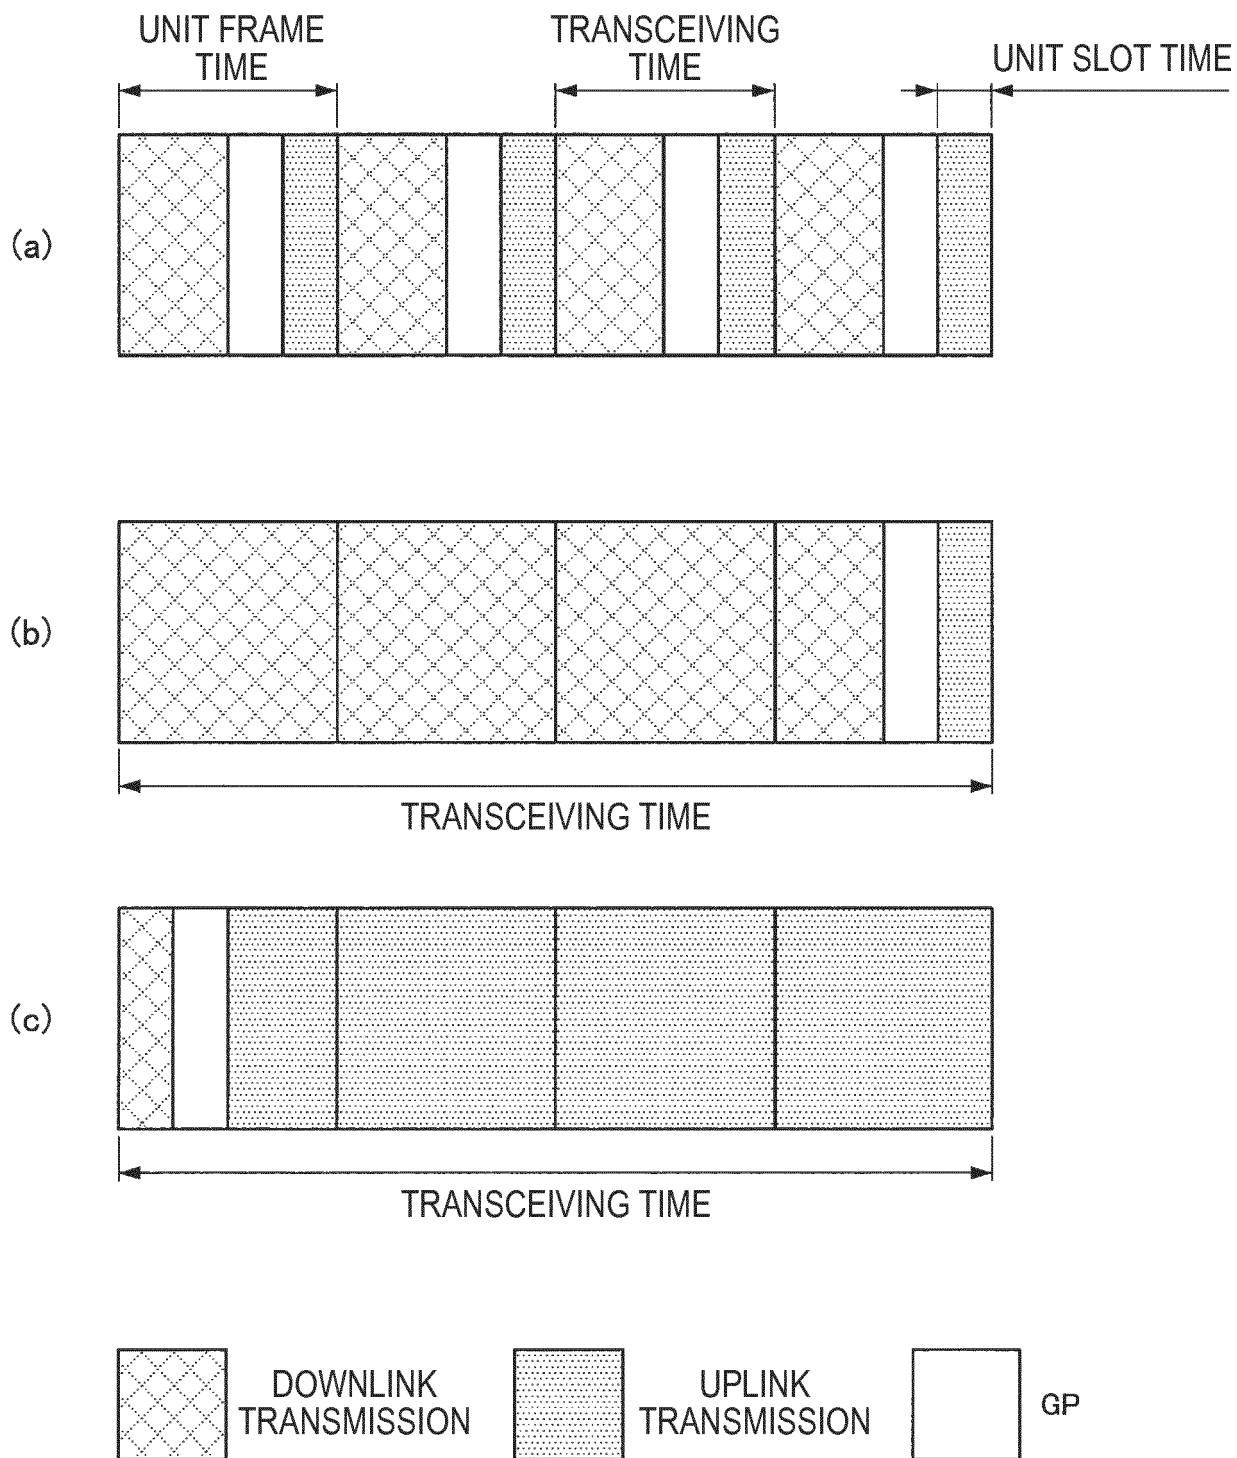 UNIT FRAME
TIME
TRANSCEIVING
TIME
UNIT SLOT TIME
(a)
(b)
TRANSCEIVING TIME
(c)
TRANSCEIVING TIME
DOWNLINK
TRANSMISSION
UPLINK
TRANSMISSION
GP